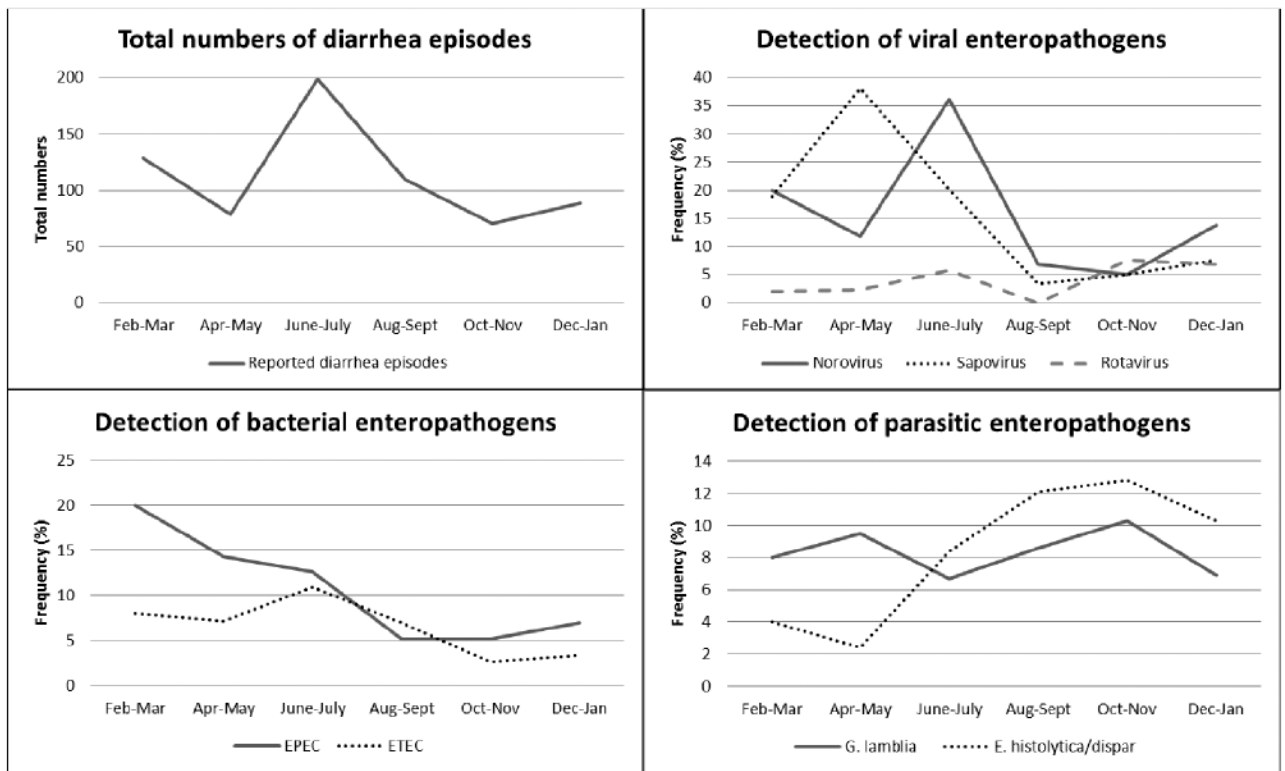 Total numbers of diarrhea episodes
Total numbers
200
150
100
50
0
Feb-Mar Apr-May June-July Aug-Sept Oct-Nov Dec-Jan
Reported diarrhea episodes
Detection of viral enteropathogens
Frequency (%)
40
35
30
25
20
15
10
5
0
Feb-Mar Apr-May June-July Aug-Sept Oct-Nov Dec-Jan
Norovirus Sapovirus Rotavirus
Detection of bacterial enteropathogens
Frequency (%)
25
20
15
10
5
0
Feb-Mar Apr-May June-July Aug-Sept Oct-Nov Dec-Jan
EPEC ETEC
Detection of parasitic enteropathogens
Frequency (%)
14
12
10
8
6
4
2
0
Feb-Mar Apr-May June-July Aug-Sept Oct-Nov Dec-Jan
G. lamblia E. histolytica/dispar